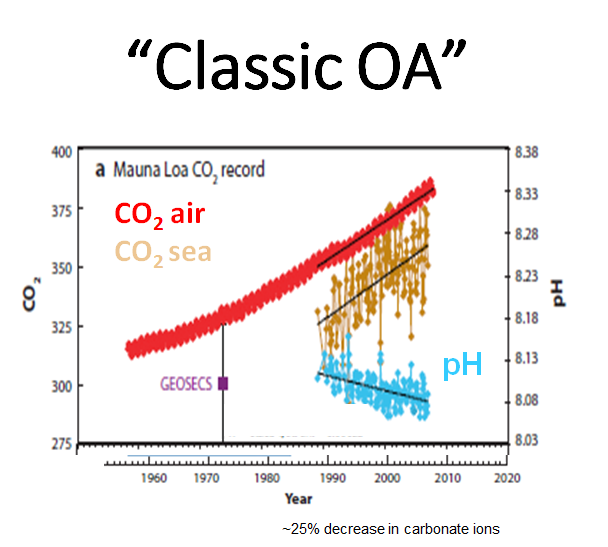 “Classic OA”
a Mauna Loa CO₂ record
CO₂ air
CO₂ sea
pH
GEOSECS
CO₂
400
375
350
325
300
275
pH
8.38
8.33
8.28
8.23
8.18
8.13
8.08
8.03
1960 1970 1980 1990 2000 2010 2020
Year
~25% decrease in carbonate ions